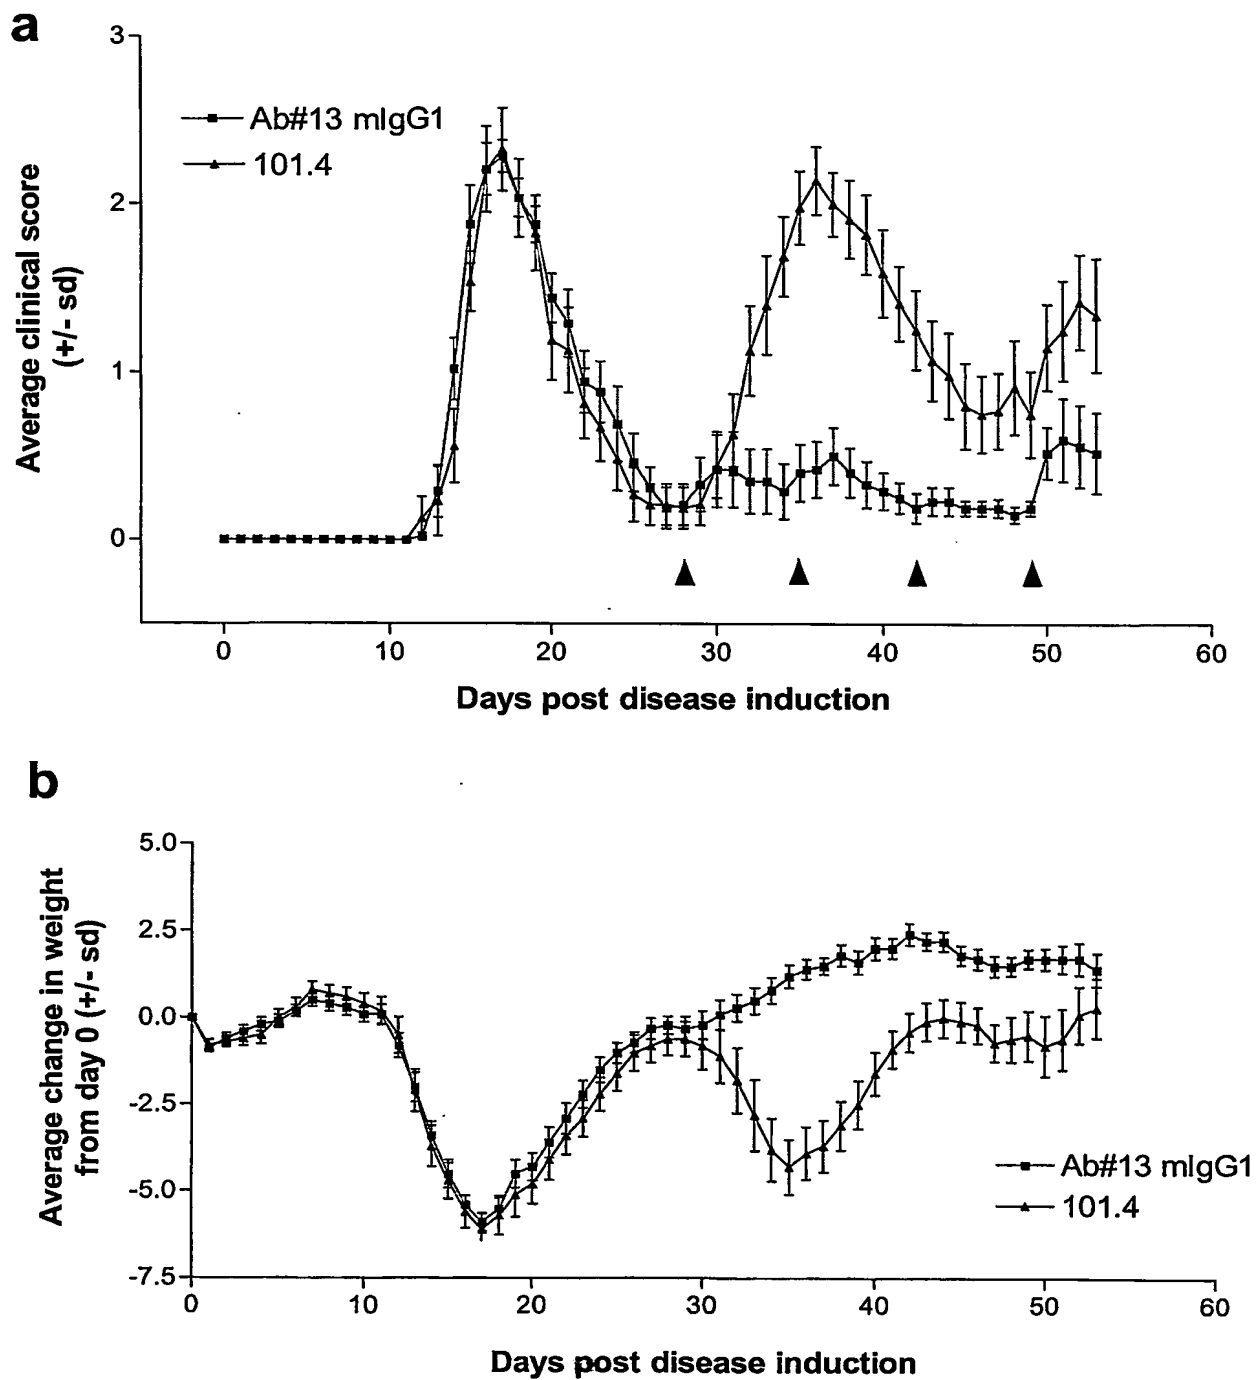 a
3
2
1
0
Average clinical score
(+/- sd)
Ab#13 mIgG1
101.4
0 10 20 30 40 50 60
Days post disease induction
b
5.0
2.5
0.0
-2.5
-5.0
-7.5
Average change in weight
from day 0 (+/- sd)
Ab#13 mIgG1
101.4
0 10 20 30 40 50 60
Days post disease induction